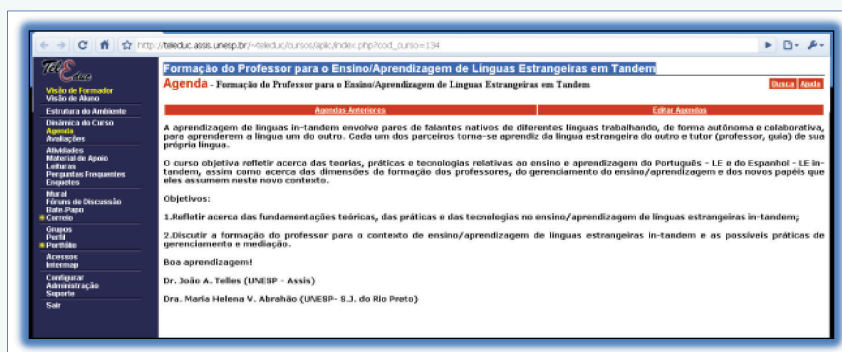 http://teleduc.assis.unesp.br/~teleduc/cursos/aplic/index.php?cod_curso=134
TelEduc
Visão de Formador
Visão de Aluno
Estrutura do Ambiente
Dinâmica do Curso
Agenda
Avaliações
Atividades
Material de Apoio
Leituras
Perguntas Frequentes
Enquetes
Mural
Fóruns de Discussão
Bate-Papo
Correio
Grupos
Perfil
Portfólio
Acessos
Intermap
Configurar
Administração
Suporte
Sair
Formação do Professor para o Ensino/Aprendizagem de Línguas Estrangeiras em Tandem
Agenda - Formação do Professor para o Ensino/Aprendizagem de Línguas Estrangeiras em Tandem
Busca Ajuda
Agendas Anteriores
Editar Agendas
A aprendizagem de línguas in-tandem envolve pares de falantes nativos de diferentes línguas trabalhando, de forma autônoma e colaborativa,
para aprenderem a língua um do outro. Cada um dos parceiros torna-se aprendiz da língua estrangeira do outro e tutor (professor, guia) de sua
própria língua.
O curso objetiva refletir acerca das teorias, práticas e tecnologias relativas ao ensino e aprendizagem do Português - LE e do Espanhol - LE in-
tandem, assim como acerca das dimensões da formação dos professores, do gerenciamento do ensino/aprendizagem e dos novos papéis que
eles assumem neste novo contexto.
Objetivos:
1.Refletir acerca das fundamentações teóricas, das práticas e das tecnologias no ensino/aprendizagem de línguas estrangeiras in-tandem;
2.Discutir a formação do professor para o contexto de ensino/aprendizagem de línguas estrangeiras in-tandem e as possíveis práticas de
gerenciamento e mediação.
Boa aprendizagem!
Dr. João A. Telles (UNESP - Assis)
Dra. Maria Helena V. Abrahão (UNESP- S.J. do Rio Preto)